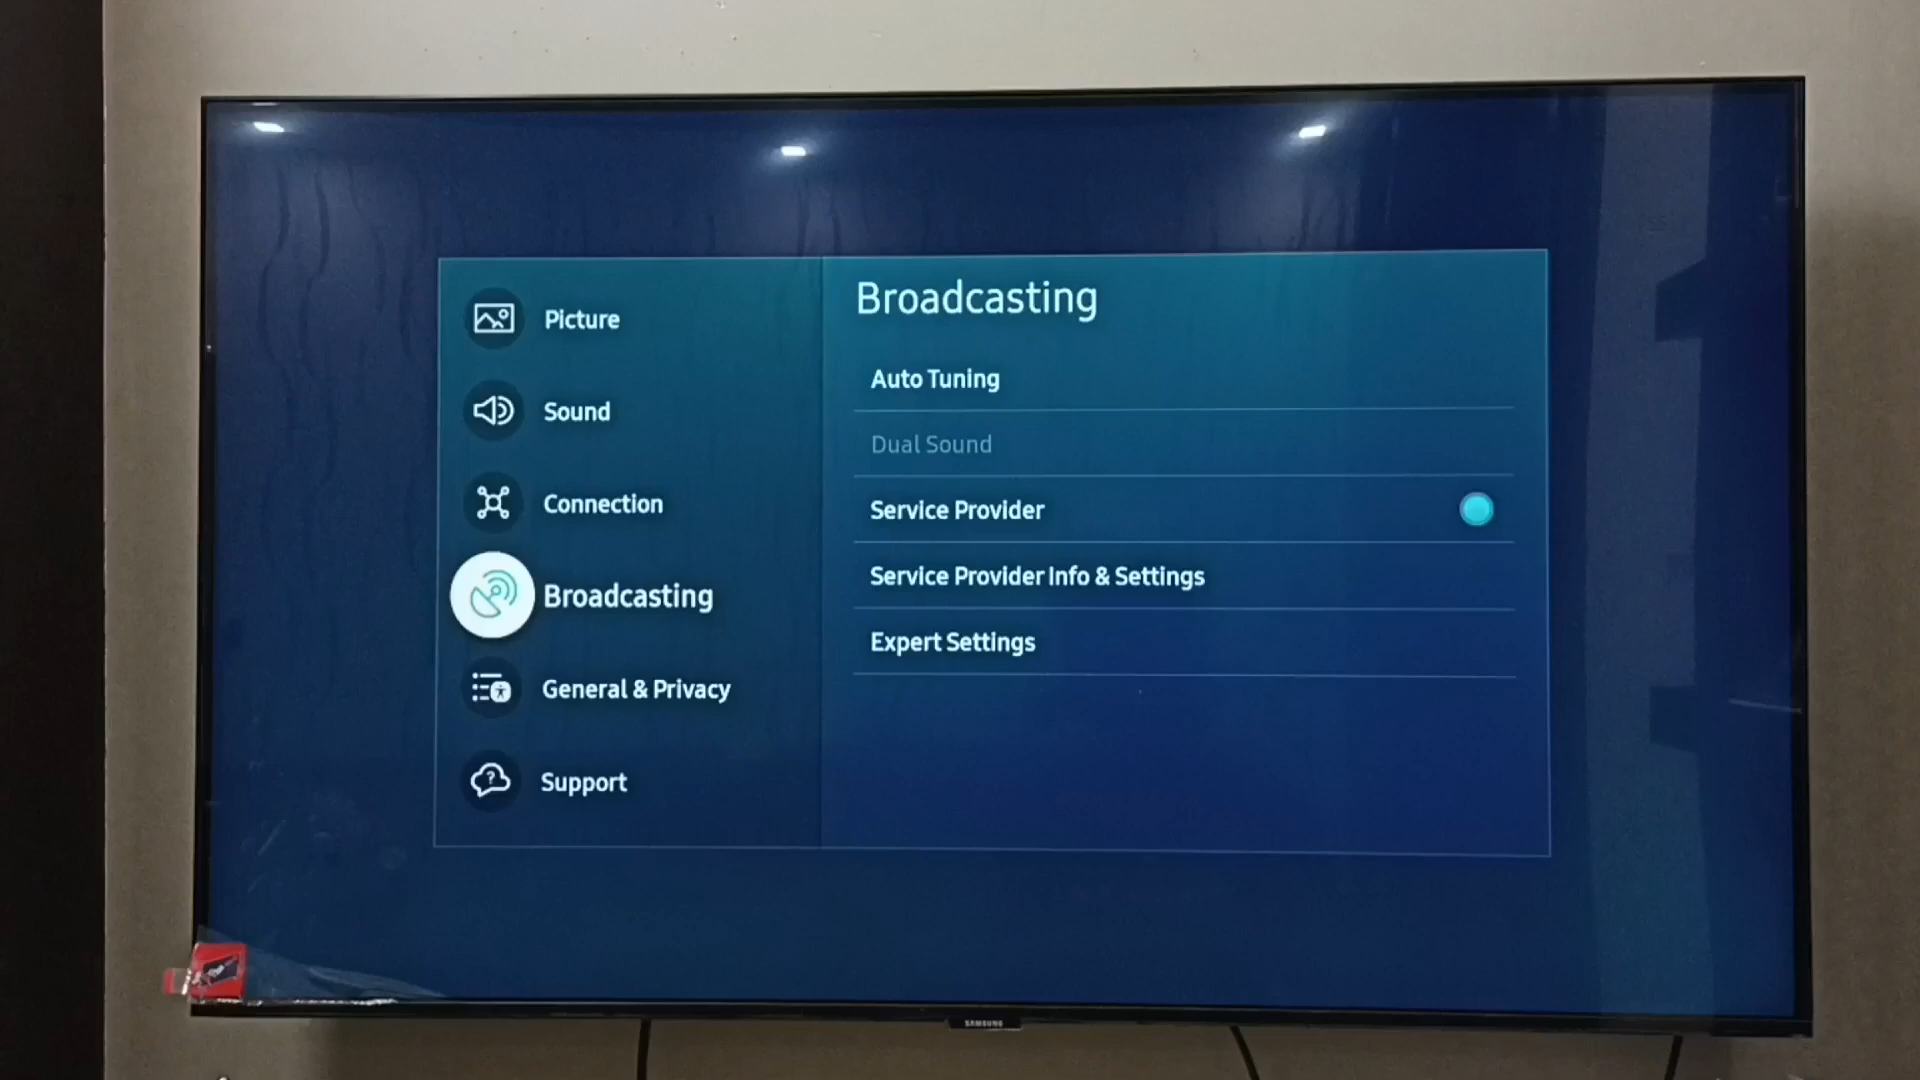 Picture
Sound
Connection
Broadcasting
General & Privacy
Support
Broadcasting
Auto Tuning
Dual Sound
Service Provider
Service Provider Info & Settings
Expert Settings
SAMSUNG